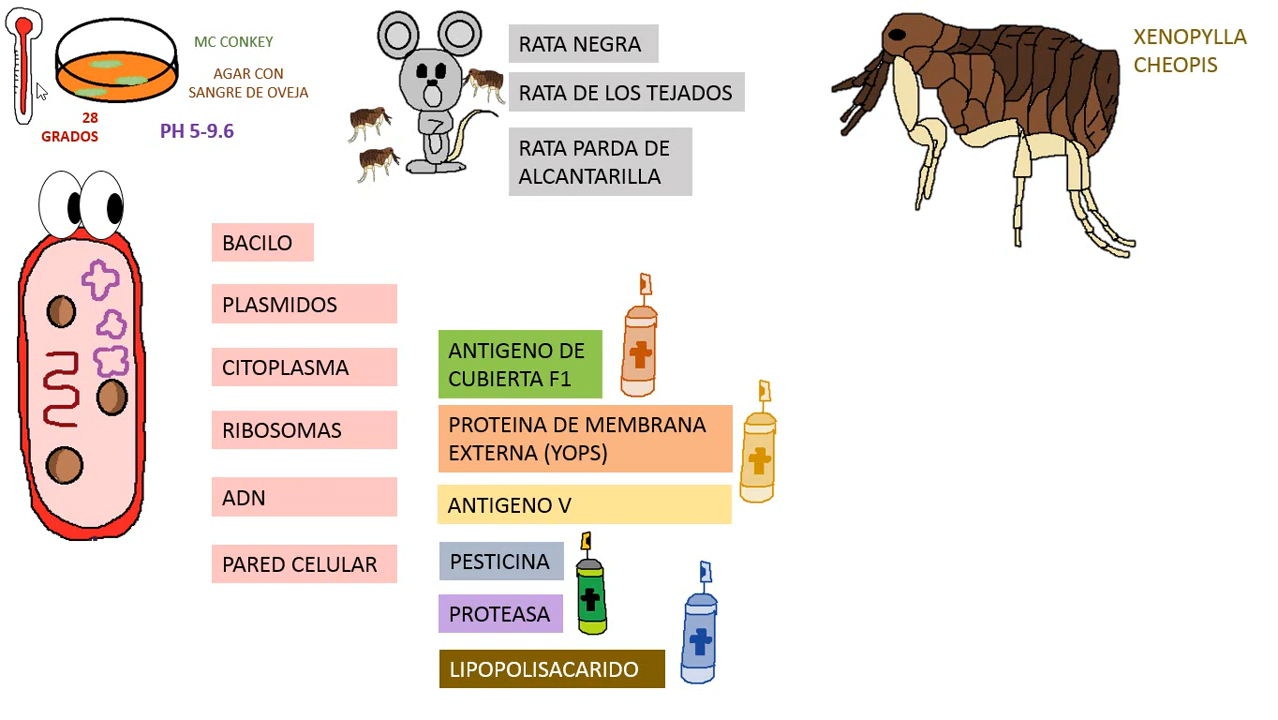 MC CONKEY
AGAR CON
SANGRE DE OVEJA
28
GRADOS
PH 5-9.6
RATA NEGRA
RATA DE LOS TEJADOS
RATA PARDA DE
ALCANTARILLA
XENOPYLLA
CHEOPIS
BACILO
PLASMIDOS
CITOPLASMA
RIBOSOMAS
ADN
PARED CELULAR
ANTIGENO DE
CUBIERTA F1
PROTEINA DE MEMBRANA
EXTERNA (YOPS)
ANTIGENO V
PESTICINA
PROTEASA
LIPOPOLISACARIDO